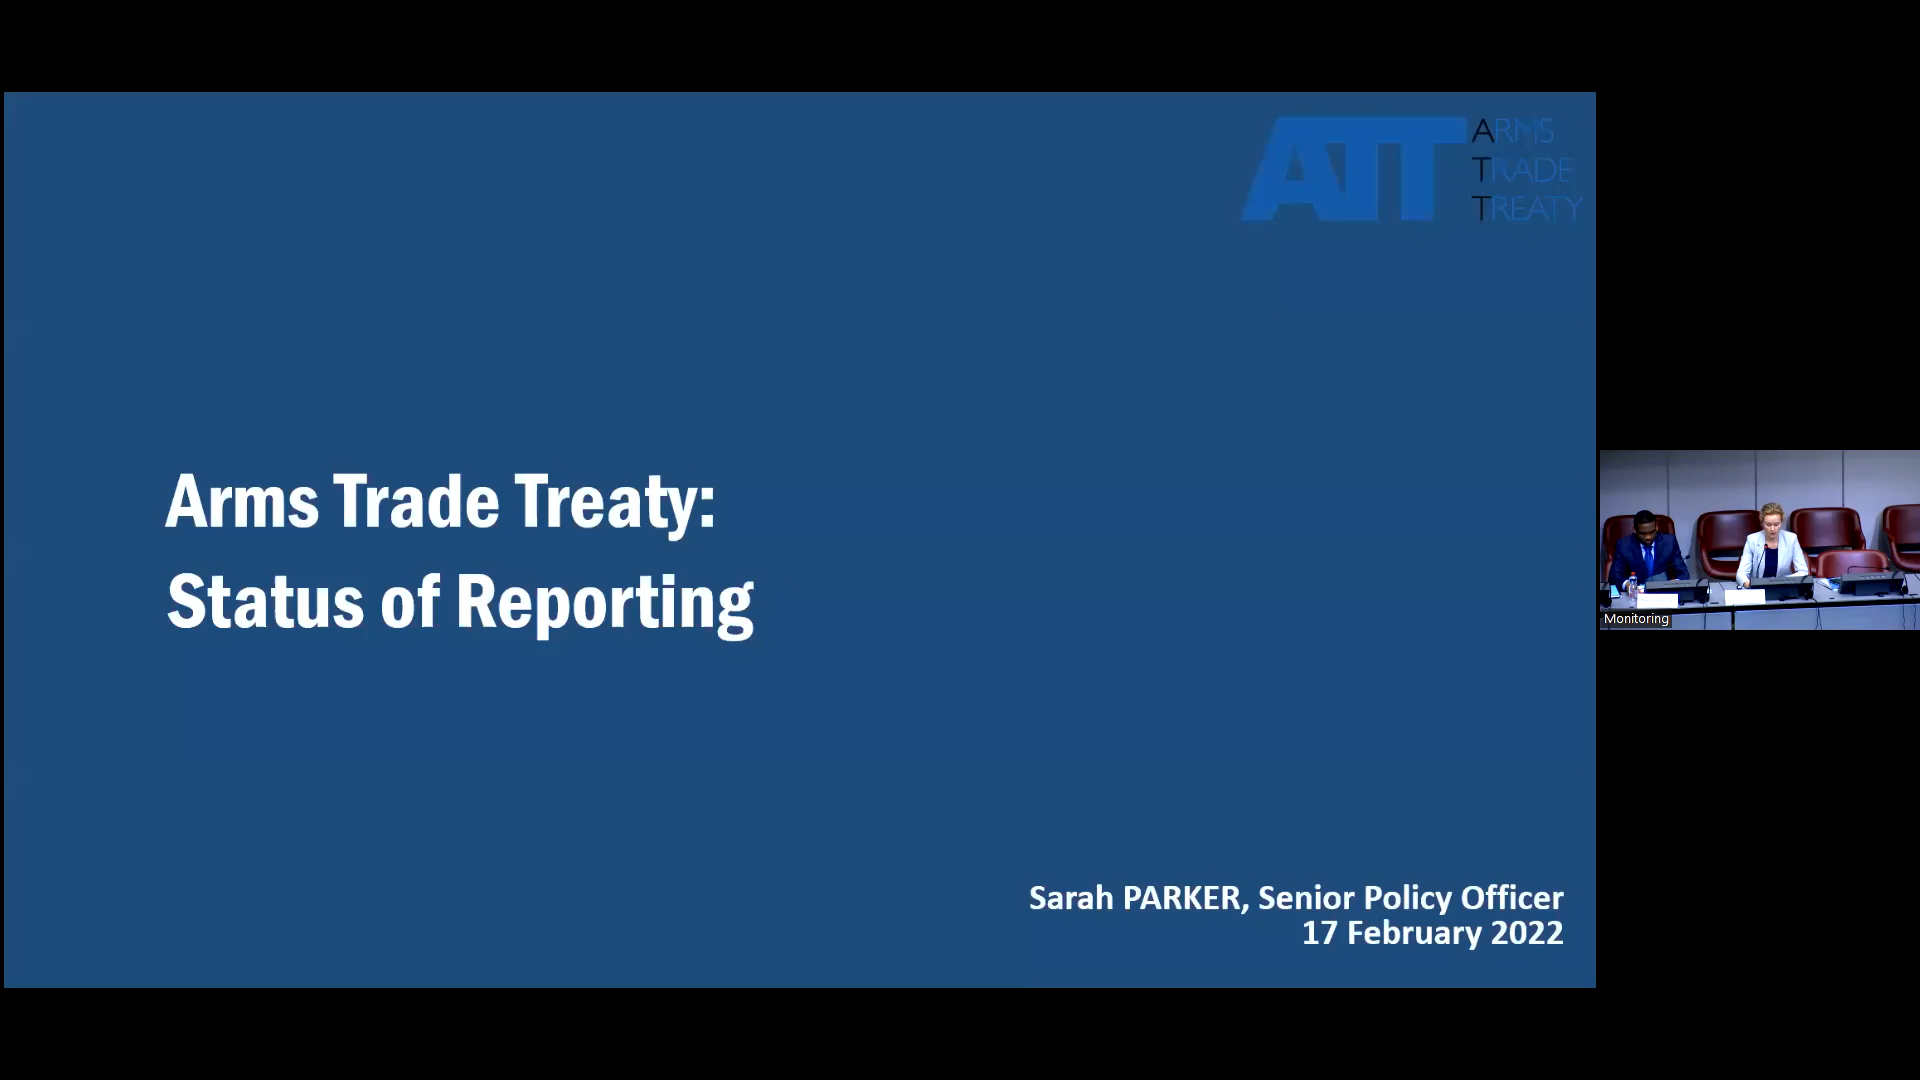 ATT
ARMS
TRADE
TREATY
Arms Trade Treaty:
Status of Reporting
Sarah PARKER, Senior Policy Officer
17 February 2022
Monitoring